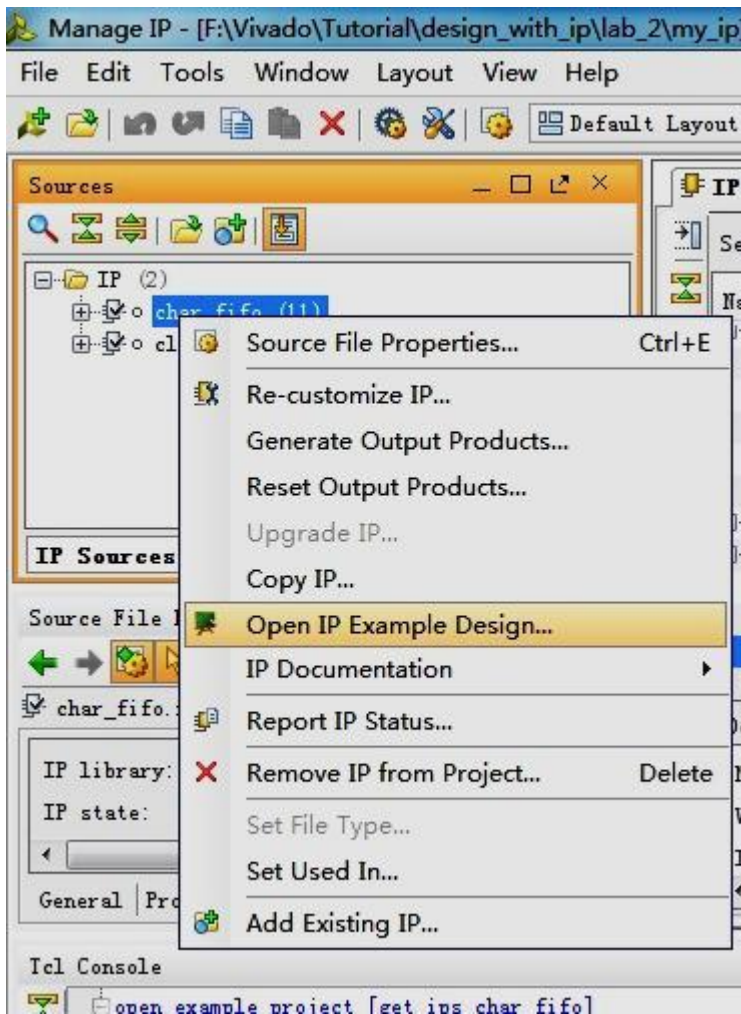 Manage IP - [F:\Vivado\Tutorial\design_with_ip\lab_2\my_ip
File Edit Tools Window Layout View Help
Default Layout
Sources
IP (2)
char_fifo (11)
cl
IP Sources
Source File Properties... Ctrl+E
Re-customize IP...
Generate Output Products...
Reset Output Products...
Upgrade IP...
Copy IP...
Open IP Example Design...
IP Documentation
Report IP Status...
Remove IP from Project... Delete
Set File Type...
Set Used In...
Add Existing IP...
IP
Source File
char_fifo.
IP library:
IP state:
General
Tcl Console
open_example_project [get_ips char_fifo]